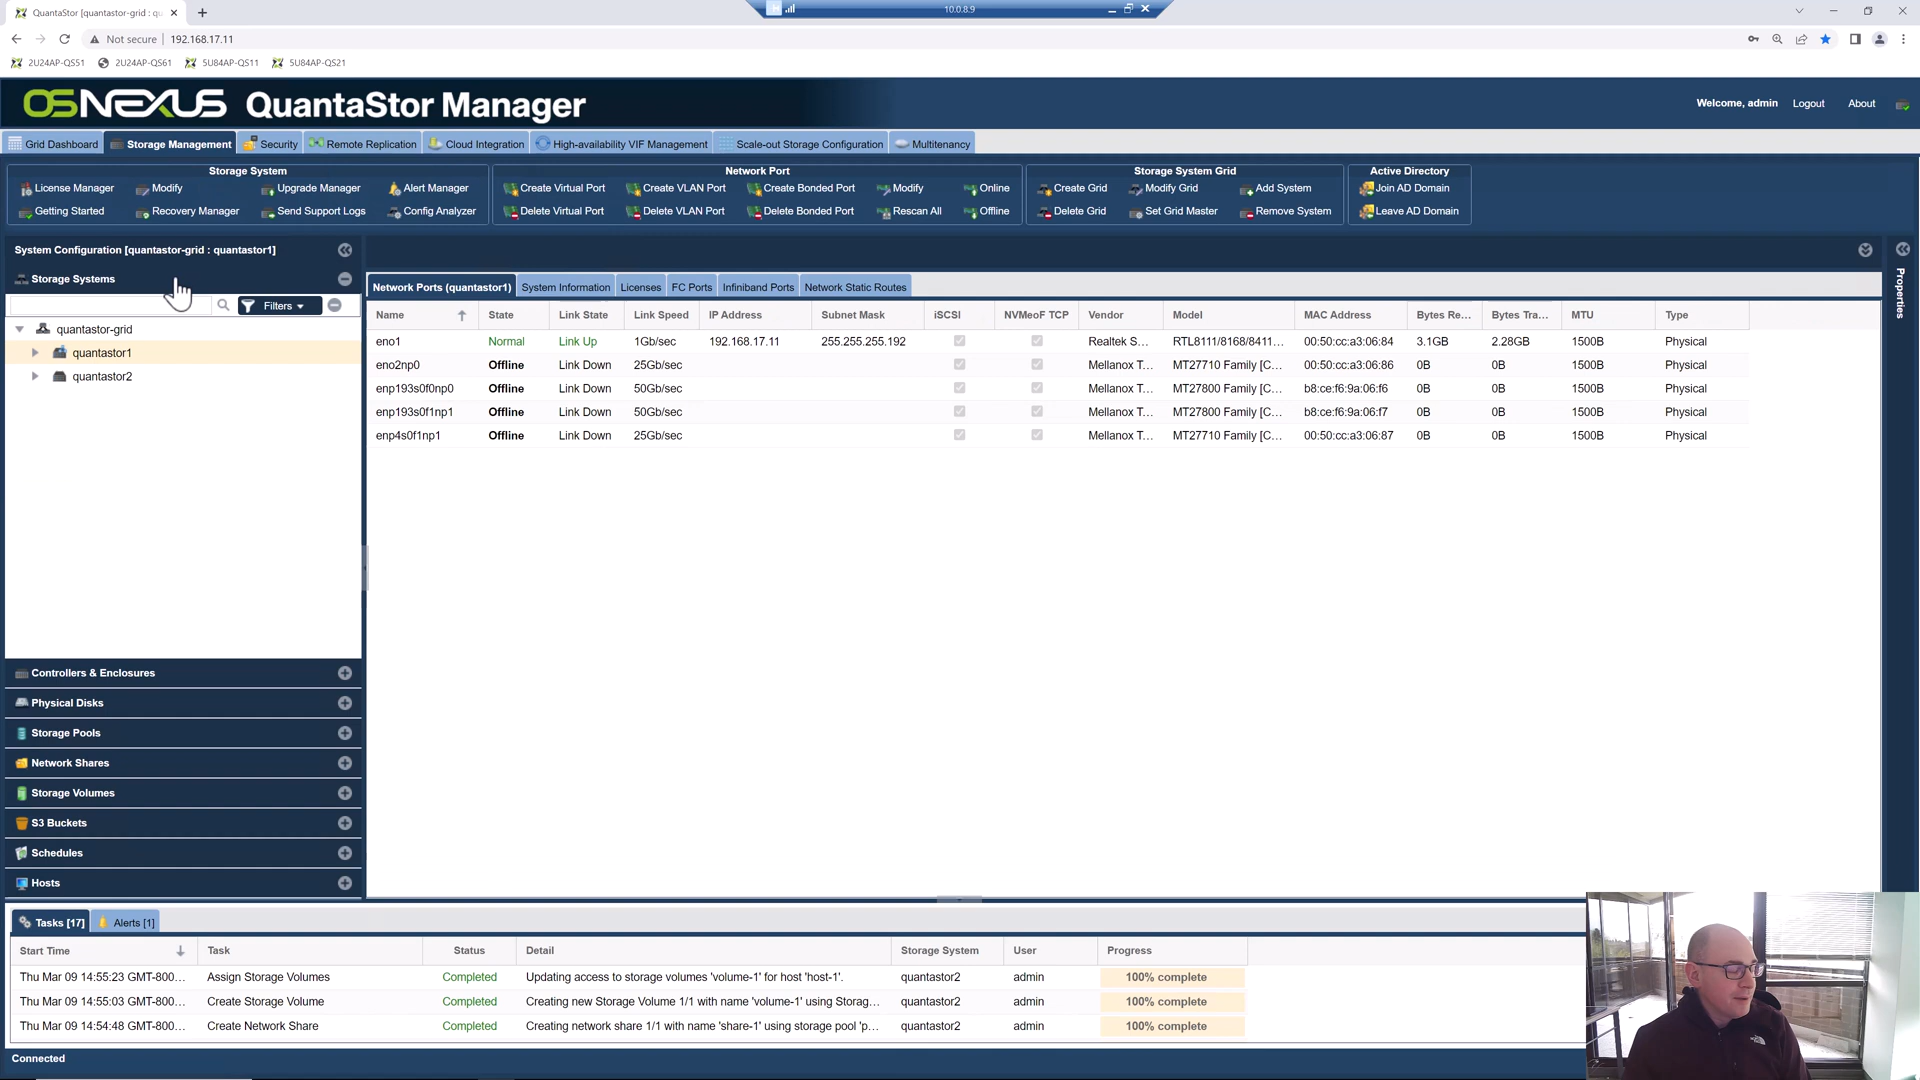 QuantaStor [quantastor-grid : qu
10.0.8.9
Not secure 192.168.17.11
2U24AP-QS51 2U24AP-QS61 5U84AP-QS11 5U84AP-QS21
OSNEXUS QuantaStor Manager
Welcome, admin Logout About
Grid Dashboard Storage Management Security Remote Replication Cloud Integration High-availability VIF Management Scale-out Storage Configuration Multitenancy
Storage System Network Port Storage System Grid Active Directory
License Manager Modify Upgrade Manager Alert Manager Create Virtual Port Create VLAN Port Create Bonded Port Modify Online Create Grid Modify Grid Add System Join AD Domain
Getting Started Recovery Manager Send Support Logs Config Analyzer Delete Virtual Port Delete VLAN Port Delete Bonded Port Rescan All Offline Delete Grid Set Grid Master Remove System Leave AD Domain
System Configuration [quantastor-grid : quantastor1]
Storage Systems
Filters
quantastor-grid
quantastor1
quantastor2
Controllers & Enclosures
Physical Disks
Storage Pools
Network Shares
Storage Volumes
S3 Buckets
Schedules
Hosts
Network Ports (quantastor1) System Information Licenses FC Ports Infiniband Ports Network Static Routes
Name State Link State Link Speed IP Address Subnet Mask iSCSI NVMeoF TCP Vendor Model MAC Address Bytes Re... Bytes Tra... MTU Type
eno1 Normal Link Up 1Gb/sec 192.168.17.11 255.255.255.192 Realtek S... RTL8111/8168/8411... 00:50:cc:a3:06:84 3.1GB 2.28GB 1500B Physical
eno2np0 Offline Link Down 25Gb/sec Mellanox T... MT27710 Family [C... 00:50:cc:a3:06:86 0B 0B 1500B Physical
enp193s0f0np0 Offline Link Down 50Gb/sec Mellanox T... MT27800 Family [C... b8:ce:f6:9a:06:f6 0B 0B 1500B Physical
enp193s0f1np1 Offline Link Down 50Gb/sec Mellanox T... MT27800 Family [C... b8:ce:f6:9a:06:f7 0B 0B 1500B Physical
enp4s0f1np1 Offline Link Down 25Gb/sec Mellanox T... MT27710 Family [C... 00:50:cc:a3:06:87 0B 0B 1500B Physical
Properties
Tasks [17] Alerts [1]
Start Time Task Status Detail Storage System User Progress
Thu Mar 09 14:55:23 GMT-800... Assign Storage Volumes Completed Updating access to storage volumes 'volume-1' for host 'host-1'. quantastor2 admin 100% complete
Thu Mar 09 14:55:03 GMT-800... Create Storage Volume Completed Creating new Storage Volume 1/1 with name 'volume-1' using Storag... quantastor2 admin 100% complete
Thu Mar 09 14:54:48 GMT-800... Create Network Share Completed Creating network share 1/1 with name 'share-1' using storage pool 'p... quantastor2 admin 100% complete
Connected